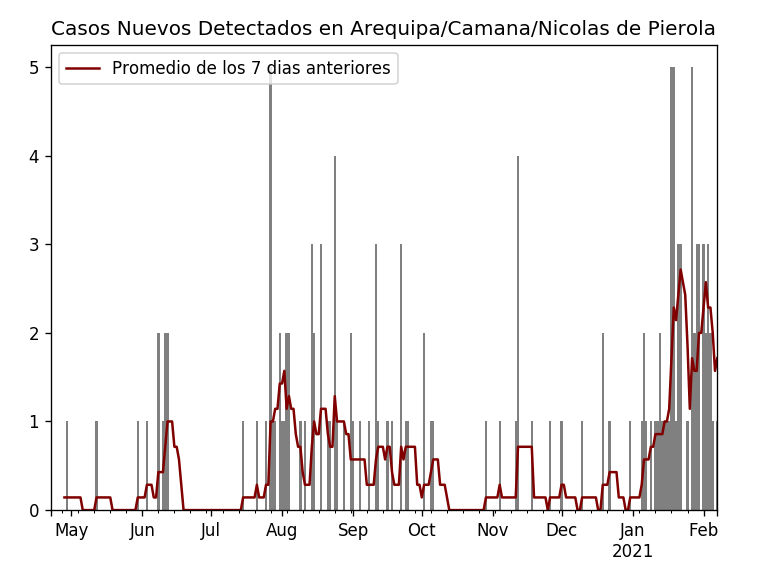 Casos Nuevos Detectados en Arequipa/Camana/Nicolas de Pierola
Promedio de los 7 dias anteriores
5
4
3
2
1
0
May Jun Jul Aug Sep Oct Nov Dec Jan Feb
2021